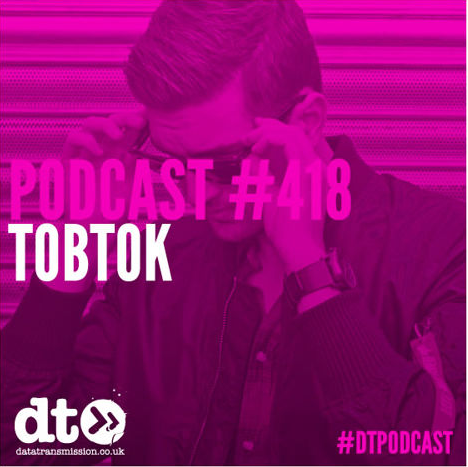 PODCAST #418
TOBTOK
dt
datatransmission.co.uk
#DTPODCAST